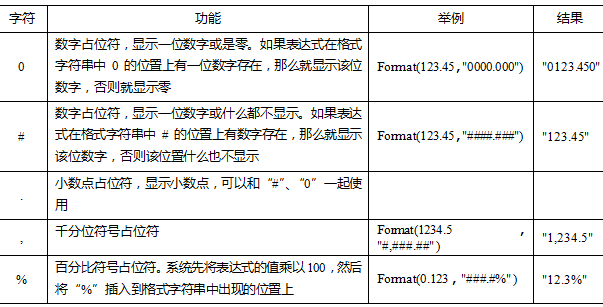 字符 功能 举例 结果
数字占位符，显示一位数字或是零。如果表达式在格式
0 字符串中 0 的位置上有一位数字存在，那么就显示该位 Format(123.45,"0000.000") "0123.450"
数字，否则就显示零
数字占位符，显示一位数字或什么都不显示。如果表达
# 式在格式字符串中 # 的位置上有数字存在，那么就显示 Format(123.45,"####.###") "123.45"
该位数字，否则该位置什么也不显示
. 小数点占位符，显示小数点，可以和“#”、“0”一起使
用
, 千分位符号占位符 Format(1234.5 , "1,234.5"
"#,###.##")
% 百分比符号占位符。系统先将表达式的值乘以 100，然后 Format(0.123，"###.#%") "12.3%"
将“%”插入到格式字符串中出现的位置上